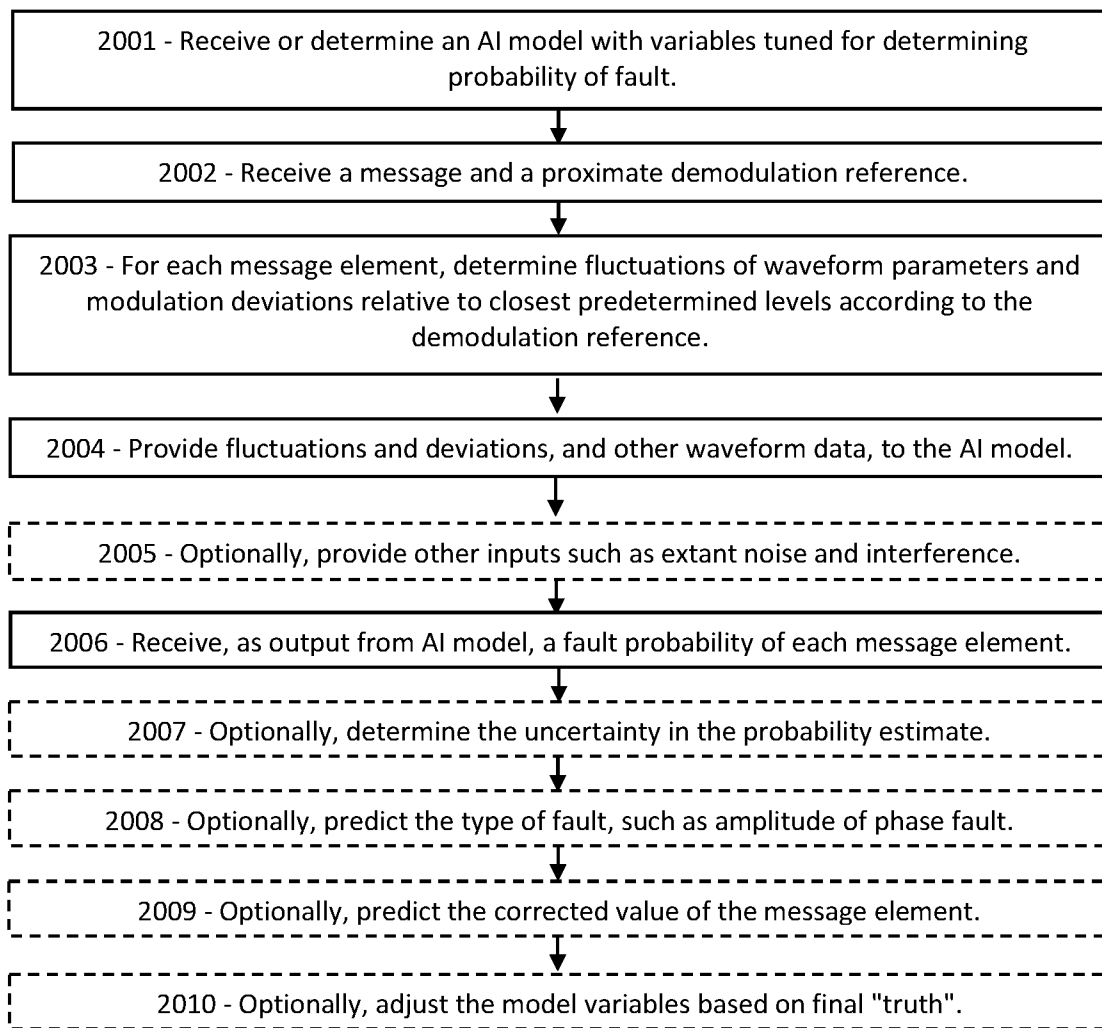 2001 - Receive or determine an AI model with variables tuned for determining
probability of fault.
2002 - Receive a message and a proximate demodulation reference.
2003 - For each message element, determine fluctuations of waveform parameters and
modulation deviations relative to closest predetermined levels according to the
demodulation reference.
2004 - Provide fluctuations and deviations, and other waveform data, to the AI model.
2005 - Optionally, provide other inputs such as extant noise and interference.
2006 - Receive, as output from AI model, a fault probability of each message element.
2007 - Optionally, determine the uncertainty in the probability estimate.
2008 - Optionally, predict the type of fault, such as amplitude of phase fault.
2009 - Optionally, predict the corrected value of the message element.
2010 - Optionally, adjust the model variables based on final "truth".